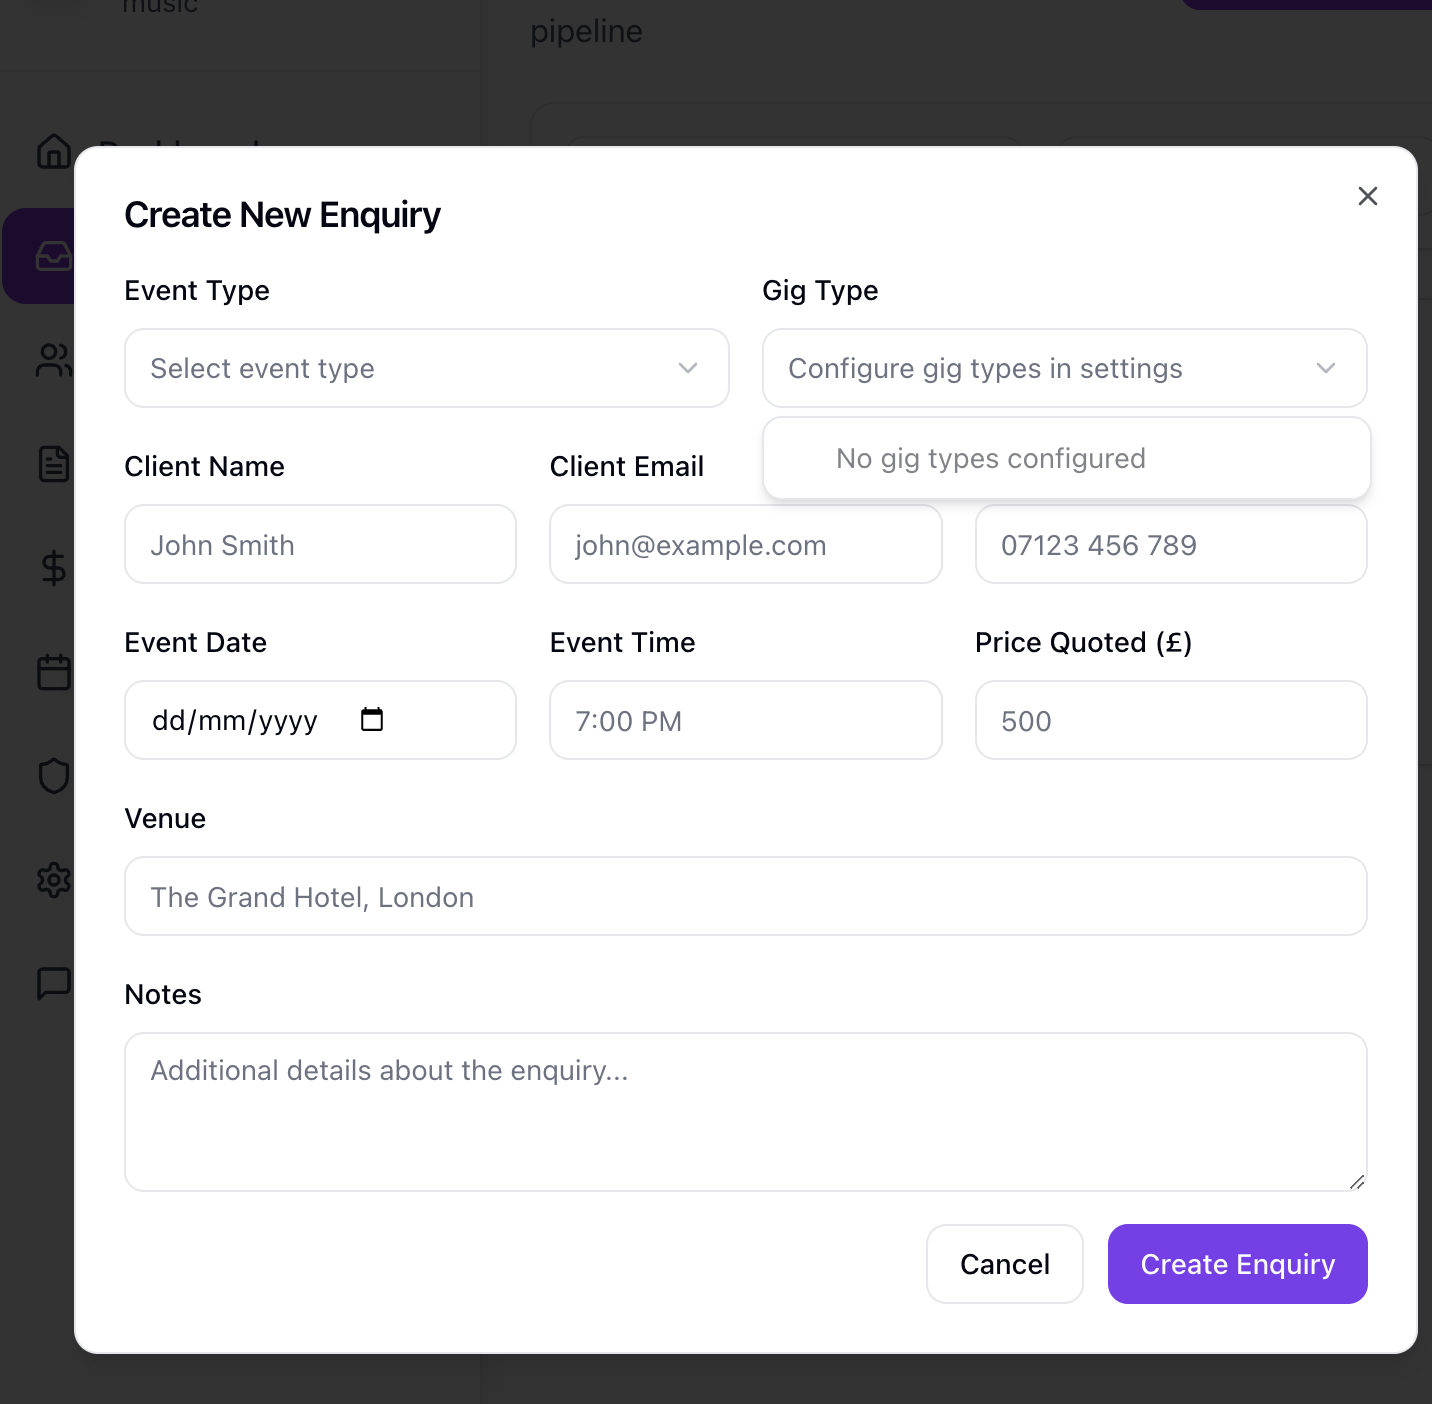 music
pipeline
Create New Enquiry
Event Type
Gig Type
Select event type
Configure gig types in settings
No gig types configured
Client Name
Client Email
John Smith
john@example.com
07123 456 789
Event Date
Event Time
Price Quoted (£)
dd/mm/yyyy
7:00 PM
500
Venue
The Grand Hotel, London
Notes
Additional details about the enquiry...
Cancel
Create Enquiry